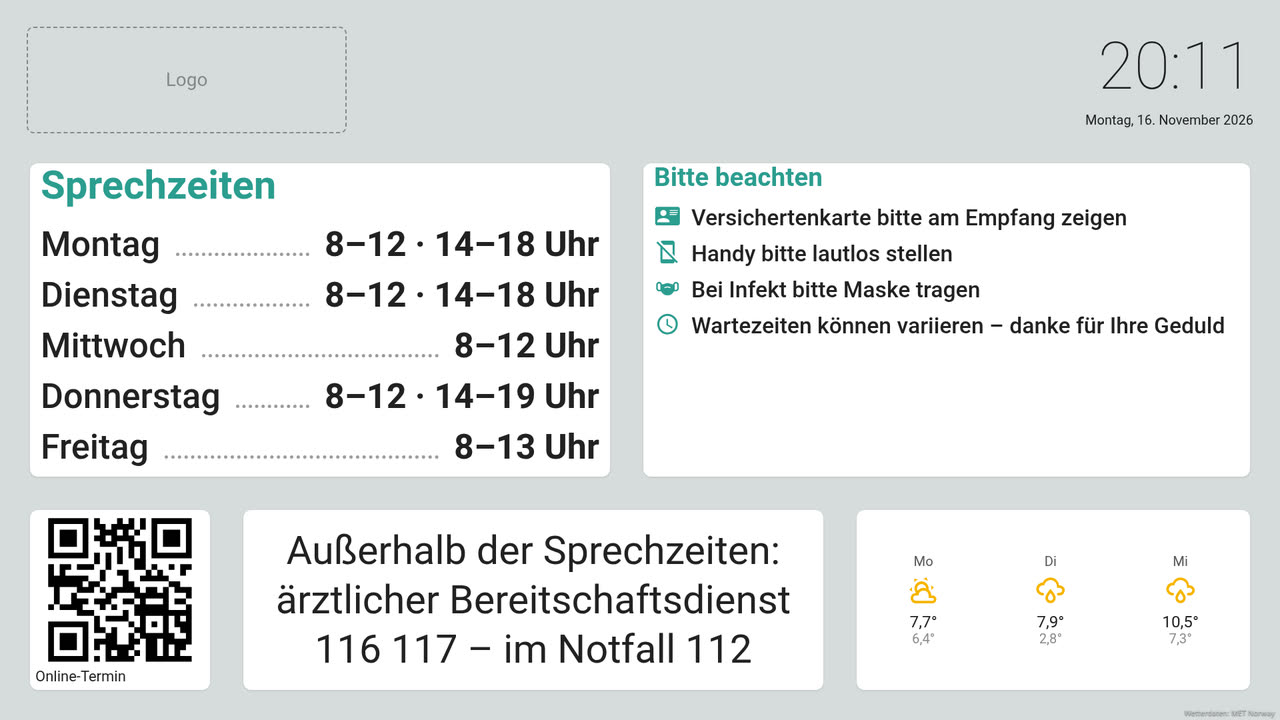 Logo
20:11
Montag, 16. November 2026
Sprechzeiten
Montag 8–12 · 14–18 Uhr
Dienstag 8–12 · 14–18 Uhr
Mittwoch 8–12 Uhr
Donnerstag 8–12 · 14–19 Uhr
Freitag 8–13 Uhr
Bitte beachten
Versichertenkarte bitte am Empfang zeigen
Handy bitte lautlos stellen
Bei Infekt bitte Maske tragen
Wartezeiten können variieren – danke für Ihre Geduld
Online-Termin
Außerhalb der Sprechzeiten:
ärztlicher Bereitschaftsdienst
116 117 – im Notfall 112
Mo Di Mi
7,7° 7,9° 10,5°
6,4° 2,8° 7,3°
Wetterdaten: MET Norway